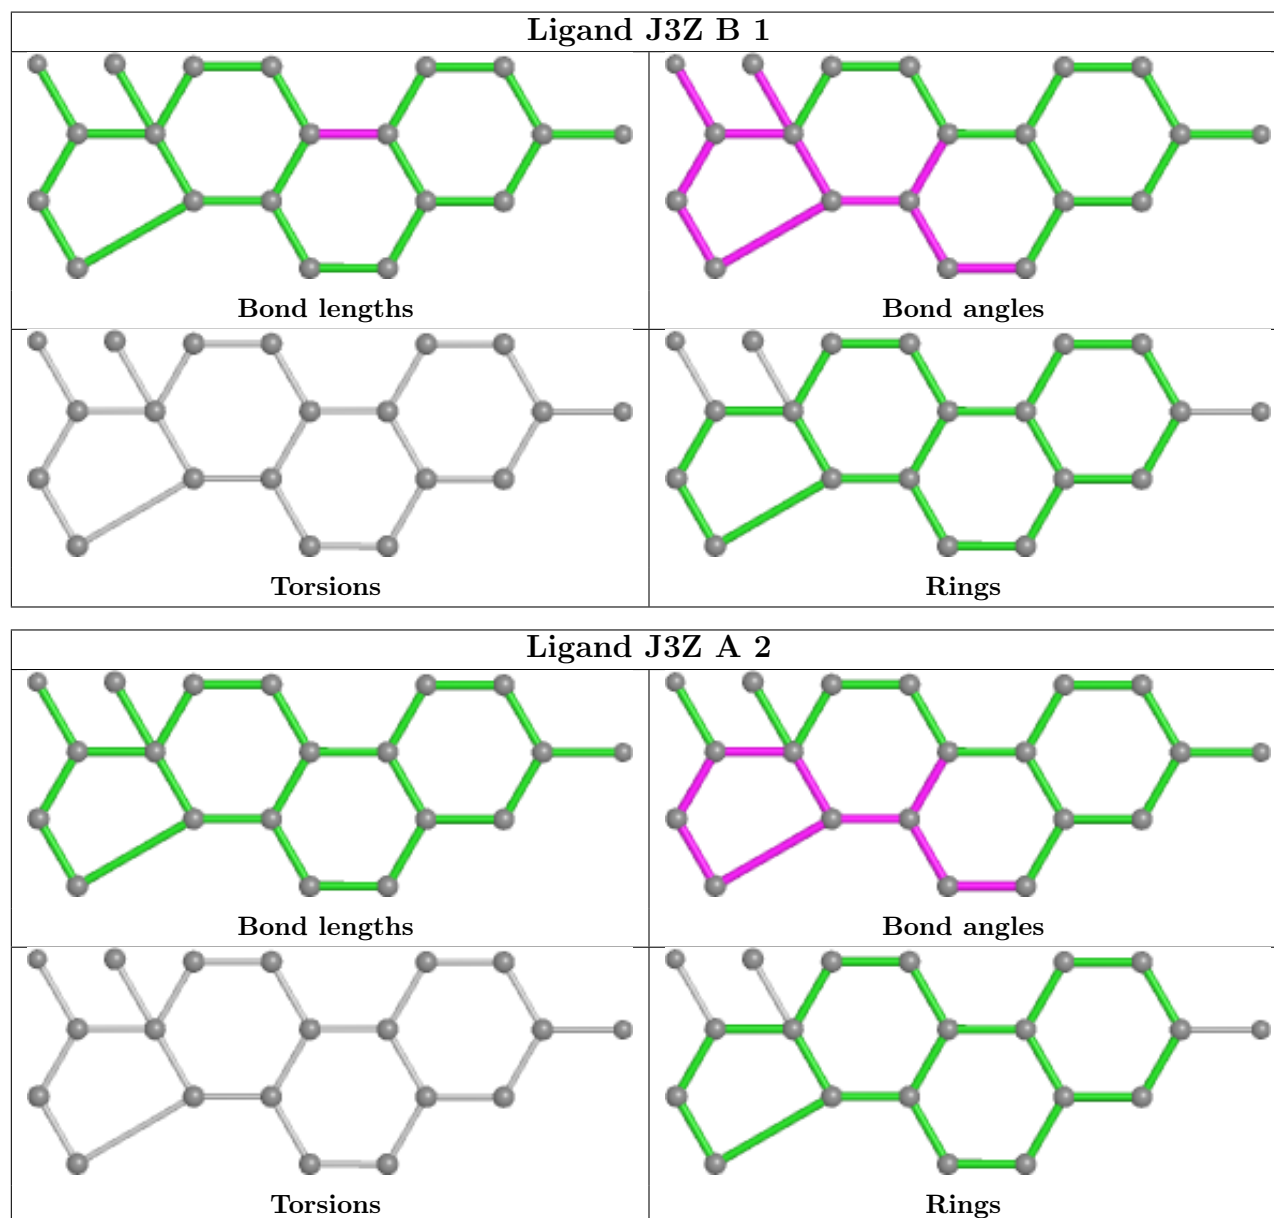 Ligand J3Z B 1
Bond lengths
Bond angles
Torsions
Rings
Ligand J3Z A 2
Bond lengths
Bond angles
Torsions
Rings